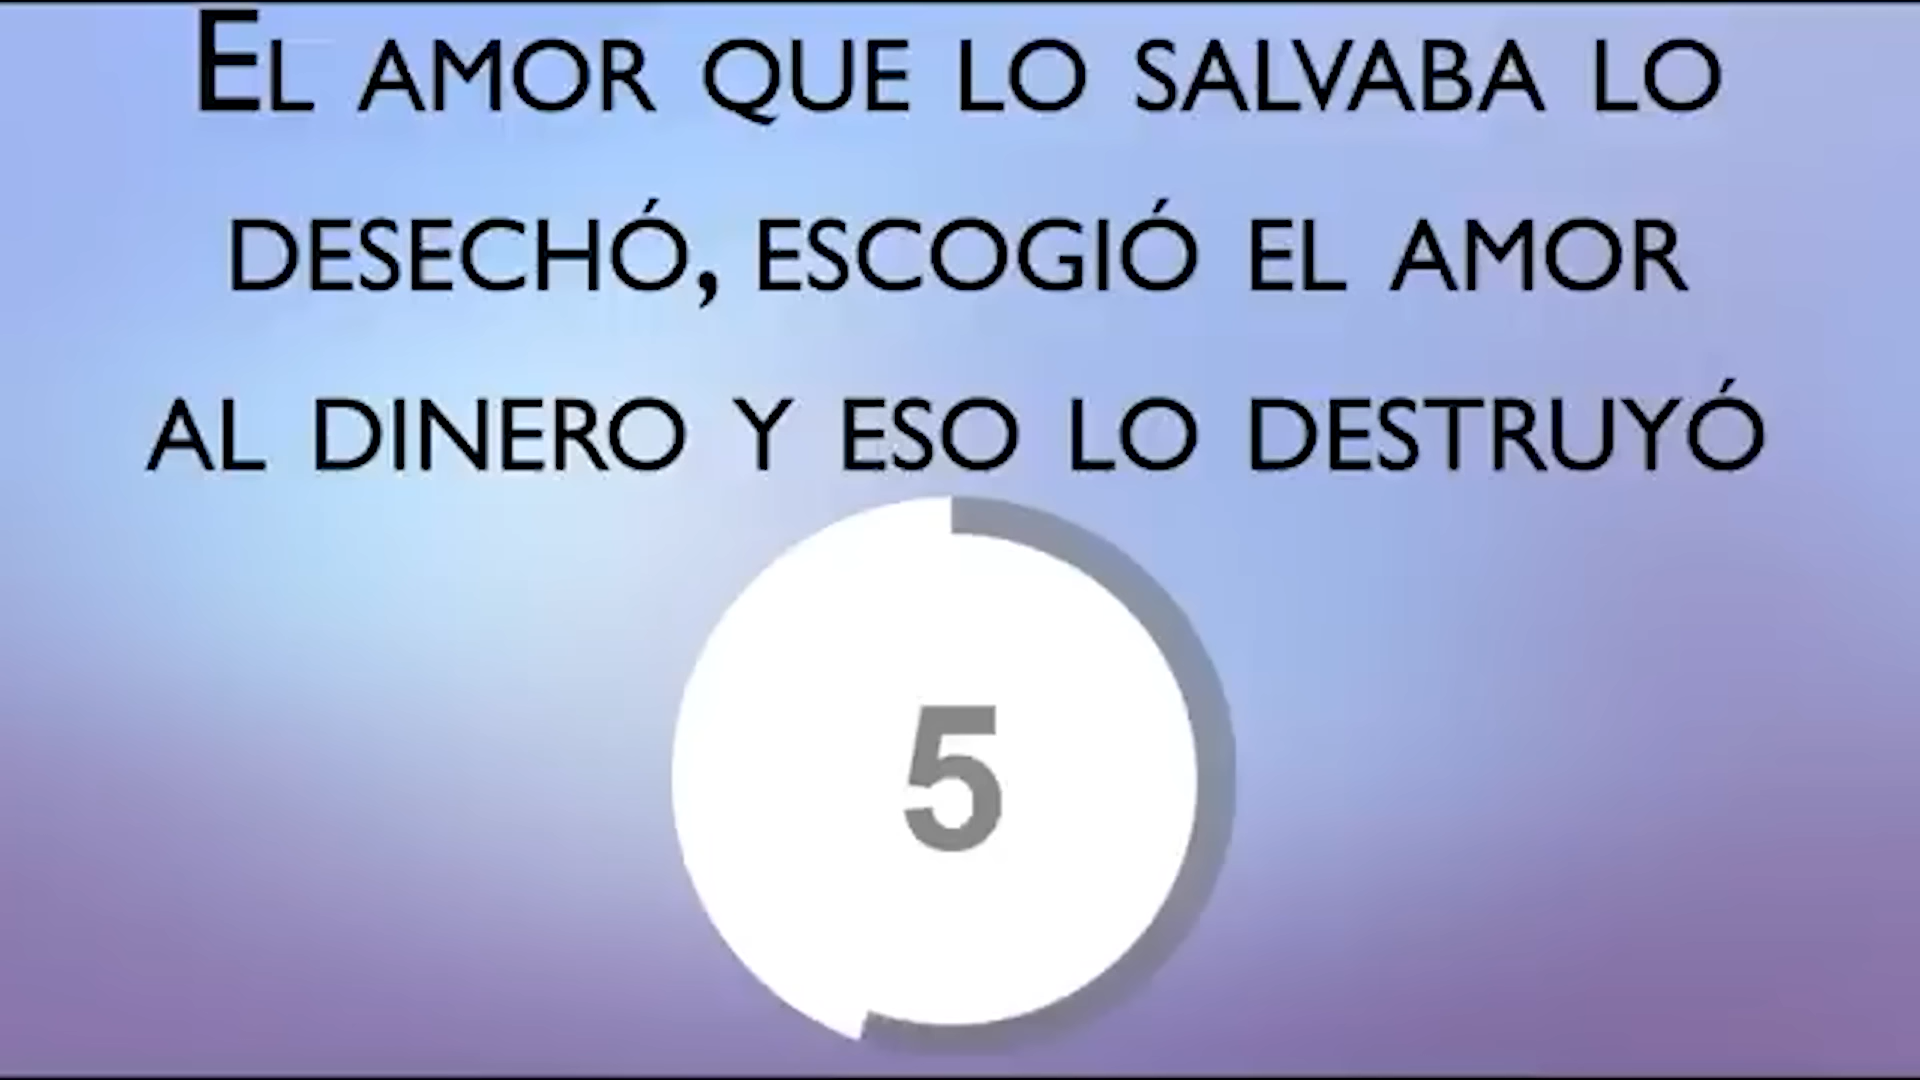 El amor que lo salvaba lo
desechó, escogió el amor
al dinero y eso lo destruyó
5